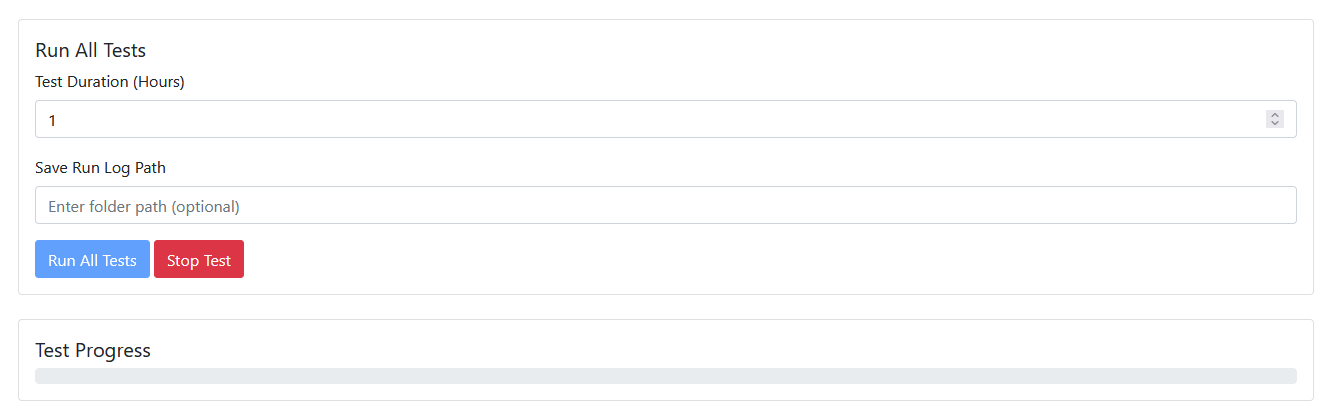 Run All Tests
Test Duration (Hours)
1
Save Run Log Path
Enter folder path (optional)
Run All Tests Stop Test
Test Progress